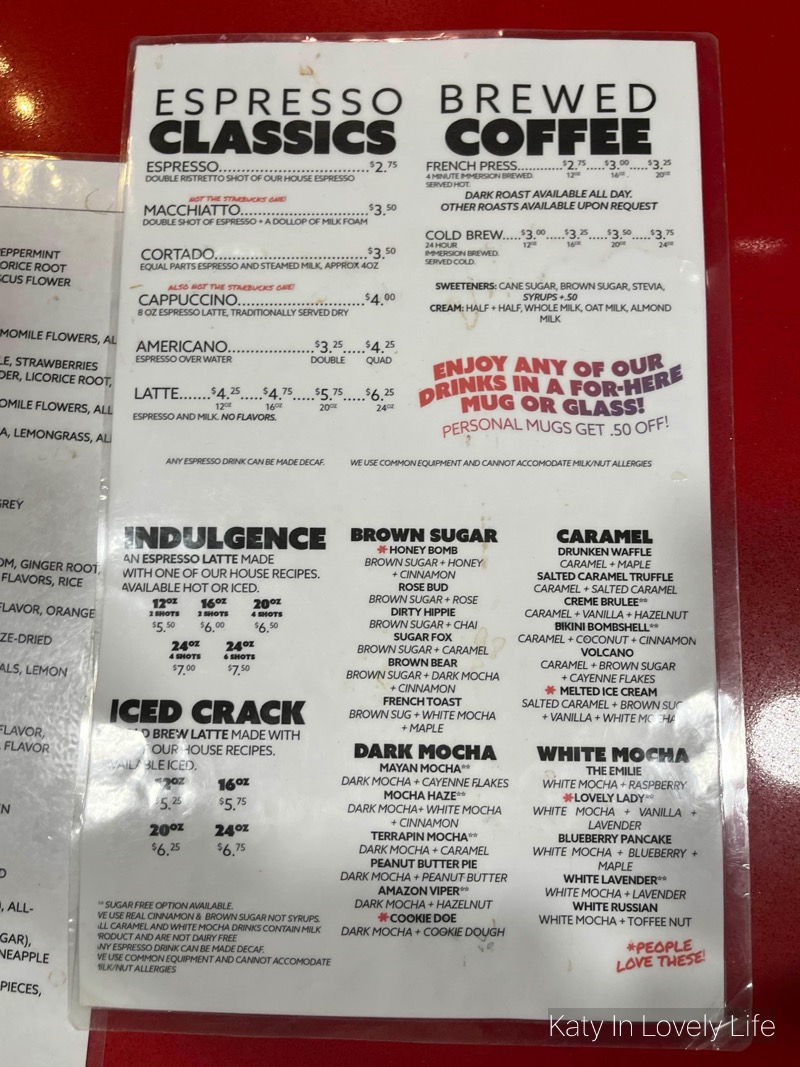 EPPERMINT
ORICE ROOT
SCUS FLOWER
MOMILE FLOWERS, AL
LE, STRAWBERRIES
DER, LICORICE ROOT,
OMILE FLOWERS, ALL
A, LEMONGRASS, AL
GREY
OM, GINGER ROOT,
FLAVORS, RICE
FLAVOR, ORANGE
ZE-DRIED
ALS, LEMON
FLAVOR,
FLAVOR
EN
D
), ALL-
GAR),
NEAPPLE
PIECES,
ESPRESSO
CLASSICS
ESPRESSO.....................................$2.75
DOUBLE RISTRETTO SHOT OF OUR HOUSE ESPRESSO
NOT THE STARBUCKS ONE!
MACCHIATTO...............................$3.50
DOUBLE SHOT OF ESPRESSO + A DOLLOP OF MILK FOAM
CORTADO....................................$3.50
EQUAL PARTS ESPRESSO AND STEAMED MILK, APPROX 4OZ
ALSO NOT THE STARBUCKS ONE!
CAPPUCCINO...............................$4.00
8 OZ ESPRESSO LATTE, TRADITIONALLY SERVED DRY
AMERICANO.....................$3.25.....$4.25
ESPRESSO OVER WATER DOUBLE QUAD
LATTE.......$4.25.....$4.75.....$5.75.....$6.25
12OZ 16OZ 20OZ 24OZ
ESPRESSO AND MILK. NO FLAVORS.
BREWED
COFFEE
FRENCH PRESS..........$2.75.....$3.00.....$3.25
4 MINUTE IMMERSION BREWED. 12OZ 16OZ 20OZ
SERVED HOT.
DARK ROAST AVAILABLE ALL DAY.
OTHER ROASTS AVAILABLE UPON REQUEST
COLD BREW.....$3.00.....$3.25.....$3.50.....$3.75
24 HOUR 12OZ 16OZ 20OZ 24OZ
IMMERSION BREWED.
SERVED COLD.
SWEETENERS: CANE SUGAR, BROWN SUGAR, STEVIA,
SYRUPS +.50
CREAM: HALF + HALF, WHOLE MILK, OAT MILK, ALMOND
MILK
ENJOY ANY OF OUR
DRINKS IN A FOR-HERE
MUG OR GLASS!
PERSONAL MUGS GET .50 OFF!
ANY ESPRESSO DRINK CAN BE MADE DECAF. WE USE COMMON EQUIPMENT AND CANNOT ACCOMODATE MILK/NUT ALLERGIES
INDULGENCE
AN ESPRESSO LATTE MADE
WITH ONE OF OUR HOUSE RECIPES.
AVAILABLE HOT OR ICED.
12OZ 16OZ 20OZ
2 SHOTS 2 SHOTS 4 SHOTS
$5.50 $6.00 $6.50
24OZ 24OZ
4 SHOTS 6 SHOTS
$7.00 $7.50
ICED CRACK
D BREW LATTE MADE WITH
OUR HOUSE RECIPES.
AVAILABLE ICED.
12OZ 16OZ
$5.25 $5.75
20OZ 24OZ
$6.25 $6.75
** SUGAR FREE OPTION AVAILABLE.
WE USE REAL CINNAMON & BROWN SUGAR NOT SYRUPS.
ALL CARAMEL AND WHITE MOCHA DRINKS CONTAIN MILK
PRODUCT AND ARE NOT DAIRY FREE
ANY ESPRESSO DRINK CAN BE MADE DECAF.
WE USE COMMON EQUIPMENT AND CANNOT ACCOMODATE
MILK/NUT ALLERGIES
BROWN SUGAR
*HONEY BOMB
BROWN SUGAR + HONEY
+ CINNAMON
ROSE BUD
BROWN SUGAR + ROSE
DIRTY HIPPIE
BROWN SUGAR + CHAI
SUGAR FOX
BROWN SUGAR + CARAMEL
BROWN BEAR
BROWN SUGAR + DARK MOCHA
+ CINNAMON
FRENCH TOAST
BROWN SUG + WHITE MOCHA
+ MAPLE
DARK MOCHA
MAYAN MOCHA**
DARK MOCHA + CAYENNE FLAKES
MOCHA HAZE**
DARK MOCHA+ WHITE MOCHA
+ CINNAMON
TERRAPIN MOCHA**
DARK MOCHA + CARAMEL
PEANUT BUTTER PIE
DARK MOCHA + PEANUT BUTTER
AMAZON VIPER**
DARK MOCHA + HAZELNUT
*COOKIE DOE
DARK MOCHA + COOKIE DOUGH
CARAMEL
DRUNKEN WAFFLE
CARAMEL + MAPLE
SALTED CARAMEL TRUFFLE
CARAMEL + SALTED CARAMEL
CREME BRULEE**
CARAMEL + VANILLA + HAZELNUT
BIKINI BOMBSHELL**
CARAMEL + COCONUT + CINNAMON
VOLCANO
CARAMEL + BROWN SUGAR
+ CAYENNE FLAKES
* MELTED ICE CREAM
SALTED CARAMEL + BROWN SUG
+ VANILLA + WHITE MOCHA
WHITE MOCHA
THE EMILIE
WHITE MOCHA + RASPBERRY
*LOVELY LADY**
WHITE MOCHA + VANILLA +
LAVENDER
BLUEBERRY PANCAKE
WHITE MOCHA + BLUEBERRY +
MAPLE
WHITE LAVENDER**
WHITE MOCHA + LAVENDER
WHITE RUSSIAN
WHITE MOCHA + TOFFEE NUT
*PEOPLE
LOVE THESE!
Katy In Lovely Life